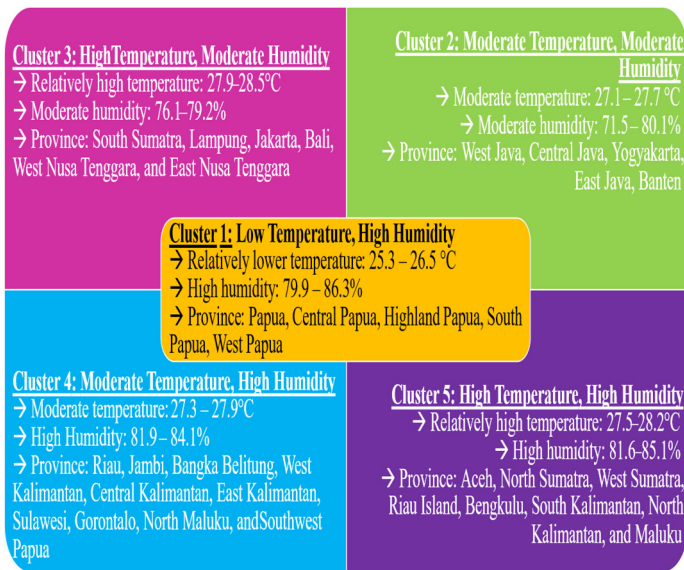 Cluster 3: HighTemperature, Moderate Humidity
→ Relatively high temperature: 27.9–28.5°C
→ Moderate humidity: 76.1–79.2%
→ Province: South Sumatra, Lampung, Jakarta, Bali,
West Nusa Tenggara, and East Nusa Tenggara
Cluster 2: Moderate Temperature, Moderate
Humidity
→ Moderate temperature: 27.1 – 27.7 °C
→ Moderate humidity: 71.5 – 80.1%
→ Province: West Java, Central Java, Yogyakarta,
East Java, Banten
Cluster 1: Low Temperature, High Humidity
→ Relatively lower temperature: 25.3 – 26.5 °C
→ High humidity: 79.9 – 86.3%
→ Province: Papua, Central Papua, Highland Papua, South
Papua, West Papua
Cluster 4: Moderate Temperature, High Humidity
→ Moderate temperature: 27.3 – 27.9°C
→ High Humidity: 81.9 – 84.1%
→ Province: Riau, Jambi, Bangka Belitung, West
Kalimantan, Central Kalimantan, East Kalimantan,
Sulawesi, Gorontalo, North Maluku, andSouthwest
Papua
Cluster 5: High Temperature, High Humidity
→ Relatively high temperature: 27.5–28.2°C
→ High humidity: 81.6–85.1%
→ Province: Aceh, North Sumatra, West Sumatra,
Riau Island, Bengkulu, South Kalimantan, North
Kalimantan, and Maluku